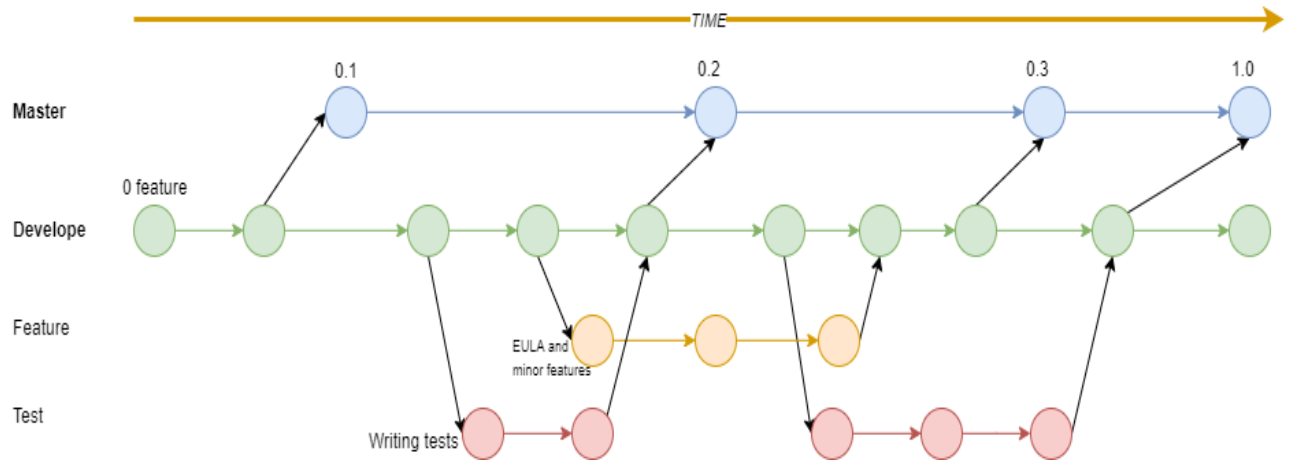 TIME
0.1
0.2
0.3
1.0
Master
0 feature
Develope
Feature
EULA and
minor features
Test
Writing tests